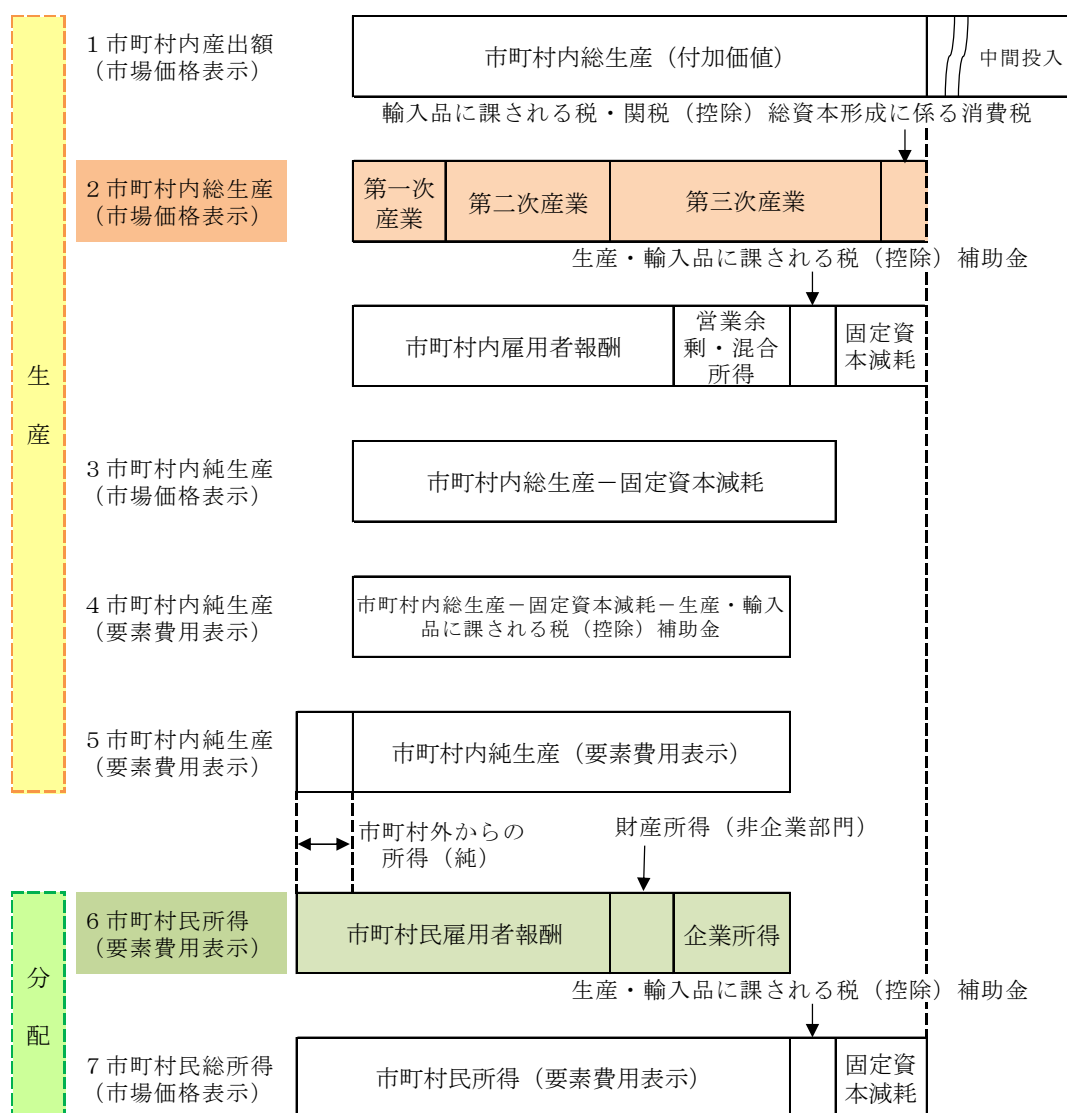 生
産
１市町村内産出額
（市場価格表示）
市町村内総生産（付加価値）
中間投入
輸入品に課される税・関税（控除）総資本形成に係る消費税
２市町村内総生産
（市場価格表示）
第一次
産業
第二次産業
第三次産業
生産・輸入品に課される税（控除）補助金
市町村内雇用者報酬
営業余
剰・混合
所得
固定資
本減耗
３市町村内純生産
（市場価格表示）
市町村内総生産－固定資本減耗
４市町村内純生産
（要素費用表示）
市町村内総生産－固定資本減耗－生産・輸入
品に課される税（控除）補助金
５市町村内純生産
（要素費用表示）
市町村内純生産（要素費用表示）
市町村外からの
所得（純）
財産所得（非企業部門）
分
配
６市町村民所得
（要素費用表示）
市町村民雇用者報酬
企業所得
生産・輸入品に課される税（控除）補助金
７市町村民総所得
（市場価格表示）
市町村民所得（要素費用表示）
固定資
本減耗